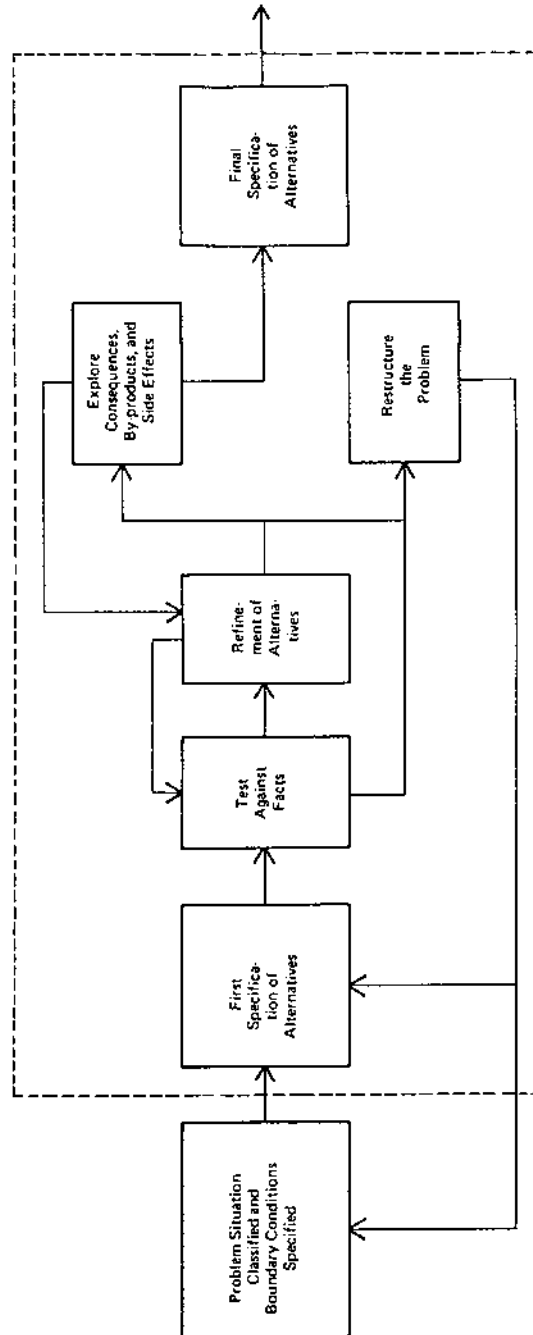 Problem Situation
Classified and
Boundary Conditions
Specified
First
Specifica-
tion of
Alternatives
Test
Against
Facts
Refine-
ment of
Alterna-
tives
Explore
Consequences,
By-products, and
Side Effects
Restructure
the
Problem
Final
Specifica-
tion of
Alternatives